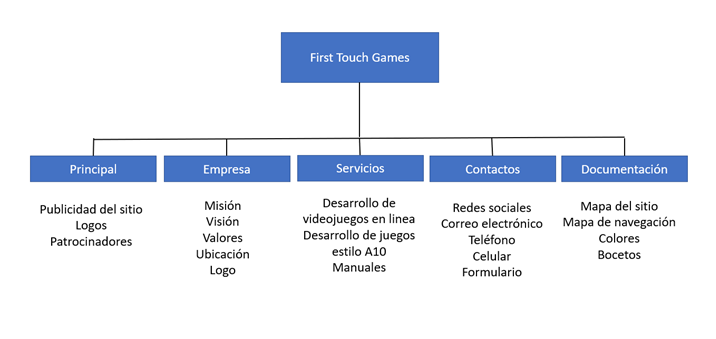 First Touch Games
Principal
Publicidad del sitio
Logos
Patrocinadores
Empresa
Misión
Visión
Valores
Ubicación
Logo
Servicios
Desarrollo de
videojuegos en linea
Desarrollo de juegos
estilo A10
Manuales
Contactos
Redes sociales
Correo electrónico
Teléfono
Celular
Formulario
Documentación
Mapa del sitio
Mapa de navegación
Colores
Bocetos